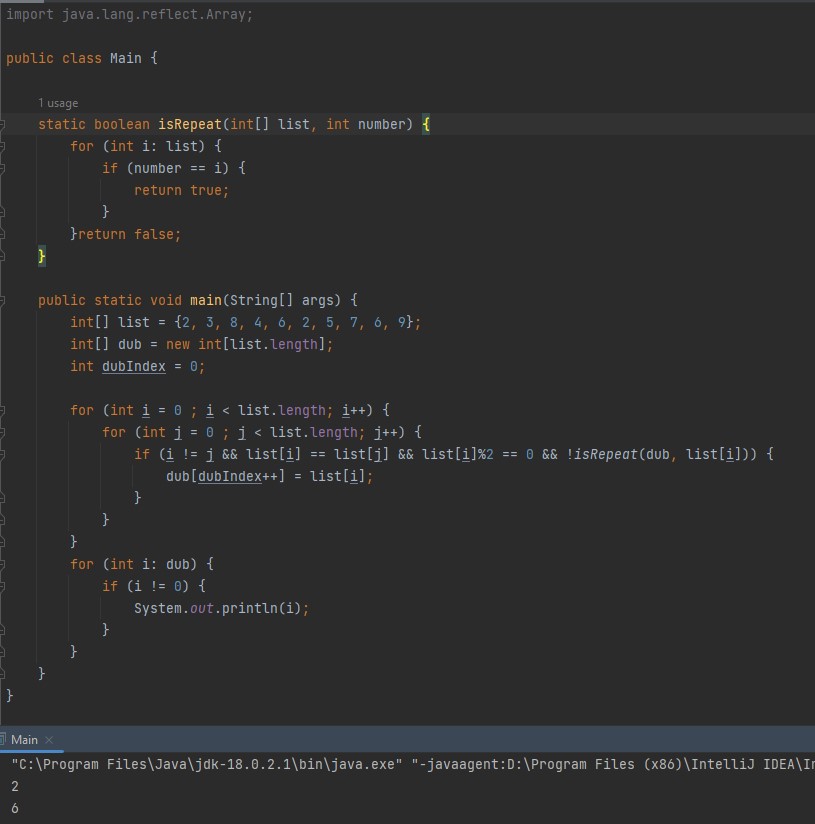 import java.lang.reflect.Array;
public class Main {
1 usage
static boolean isRepeat(int[] list, int number) {
for (int i: list) {
if (number == i) {
return true;
}
}return false;
}
public static void main(String[] args) {
int[] list = {2, 3, 8, 4, 6, 2, 5, 7, 6, 9};
int[] dub = new int[list.length];
int dubIndex = 0;
for (int i = 0 ; i < list.length; i++) {
for (int j = 0 ; j < list.length; j++) {
if (i != j && list[i] == list[j] && list[i]%2 == 0 && !isRepeat(dub, list[i])) {
dub[dubIndex++] = list[i];
}
}
}
for (int i: dub) {
if (i != 0) {
System.out.println(i);
}
}
}
}
Main
"C:\Program Files\Java\jdk-18.0.2.1\bin\java.exe" "-javaagent:D:\Program Files (x86)\IntelliJ IDEA\
2
6